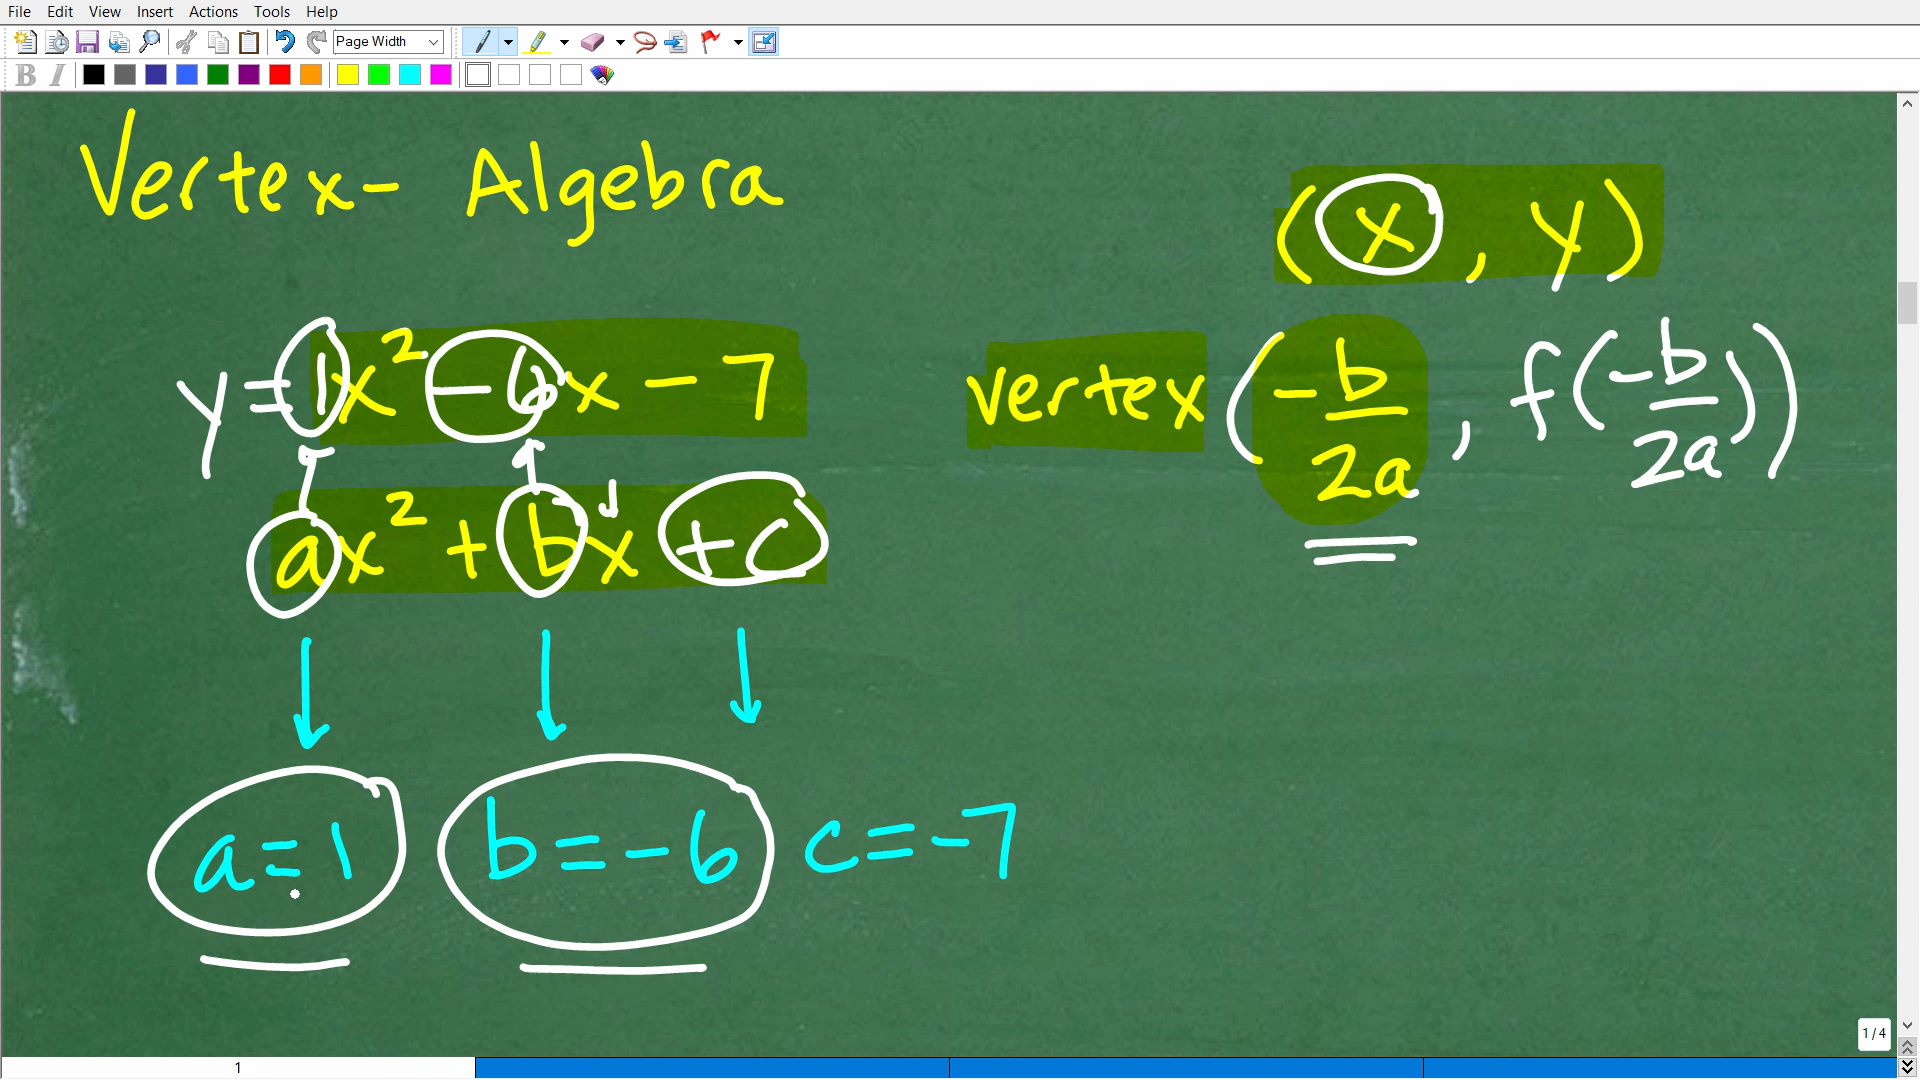 File Edit View Insert Actions Tools Help
Page Width
B I
Vertex- Algebra
(x, y)
y=1x² -6x - 7
vertex (-b/2a, f(-b/2a))
ax² + bx + c
a=1 b=-6 c=-7
1/4
1